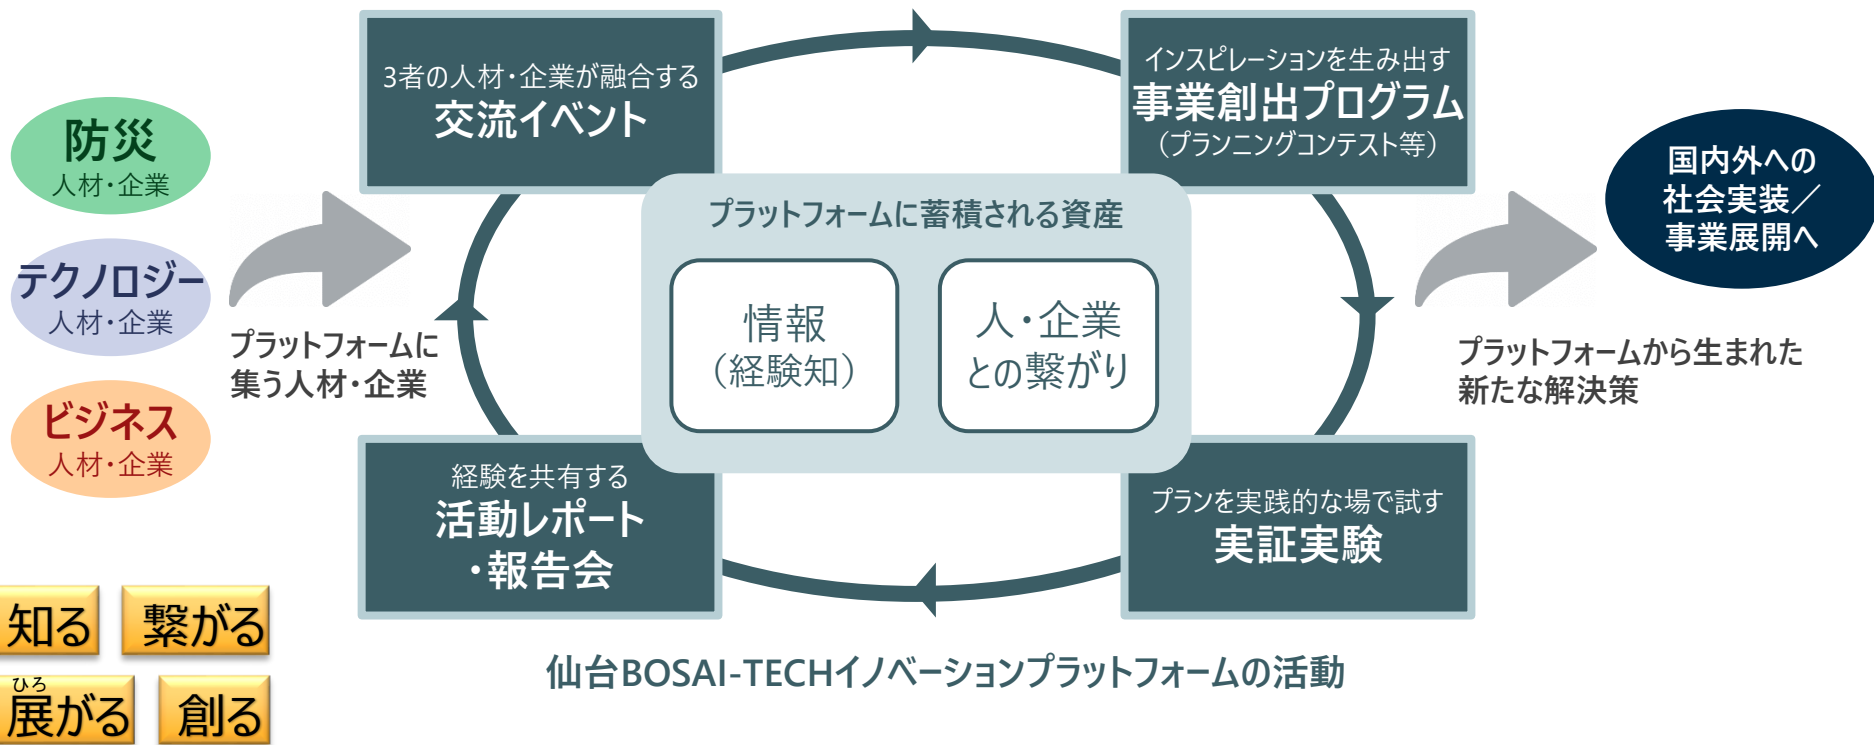 防災
人材・企業
テクノロジー
人材・企業
ビジネス
人材・企業
プラットフォームに
集う人材・企業
3者の人材・企業が融合する
交流イベント
インスピレーションを生み出す
事業創出プログラム
（プランニングコンテスト等）
プラットフォームに蓄積される資産
情報
（経験知）
人・企業
との繋がり
経験を共有する
活動レポート
・報告会
プランを実践的な場で試す
実証実験
プラットフォームから生まれた
新たな解決策
国内外への
社会実装／
事業展開へ
知る
繋がる
ひろ
展がる
創る
仙台BOSAI-TECHイノベーションプラットフォームの活動